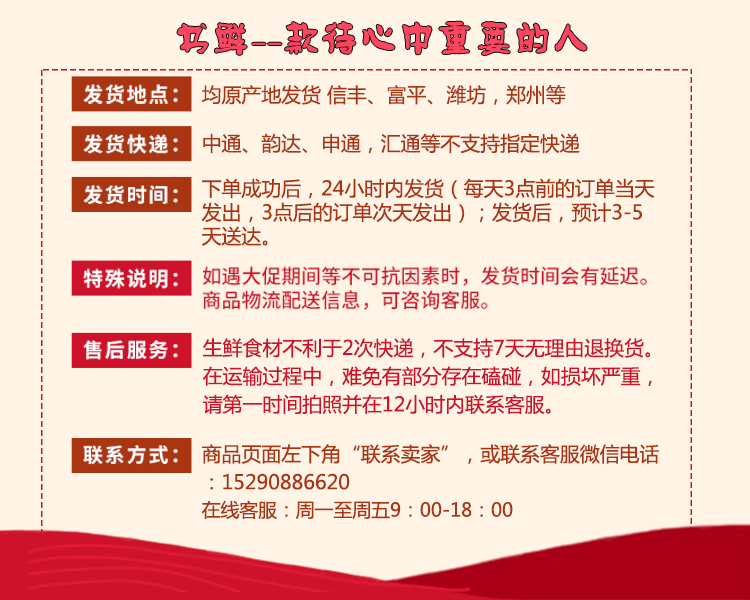 书鲜--款待心中重要的人
发货地点： 均原产地发货 信丰、富平、潍坊，郑州等
发货快递： 中通、韵达、申通，汇通等不支持指定快递
发货时间： 下单成功后，24小时内发货（每天3点前的订单当天
发出，3点后的订单次天发出）；发货后，预计3-5
天送达。
特殊说明： 如遇大促期间等不可抗因素时，发货时间会有延迟。
商品物流配送信息，可咨询客服。
售后服务： 生鲜食材不利于2次快递，不支持7天无理由退换货。
在运输过程中，难免有部分存在磕碰，如损坏严重，
请第一时间拍照并在12小时内联系客服。
联系方式： 商品页面左下角“联系卖家”，或联系客服微信电话
：15290886620
在线客服：周一至周五9：00-18：00